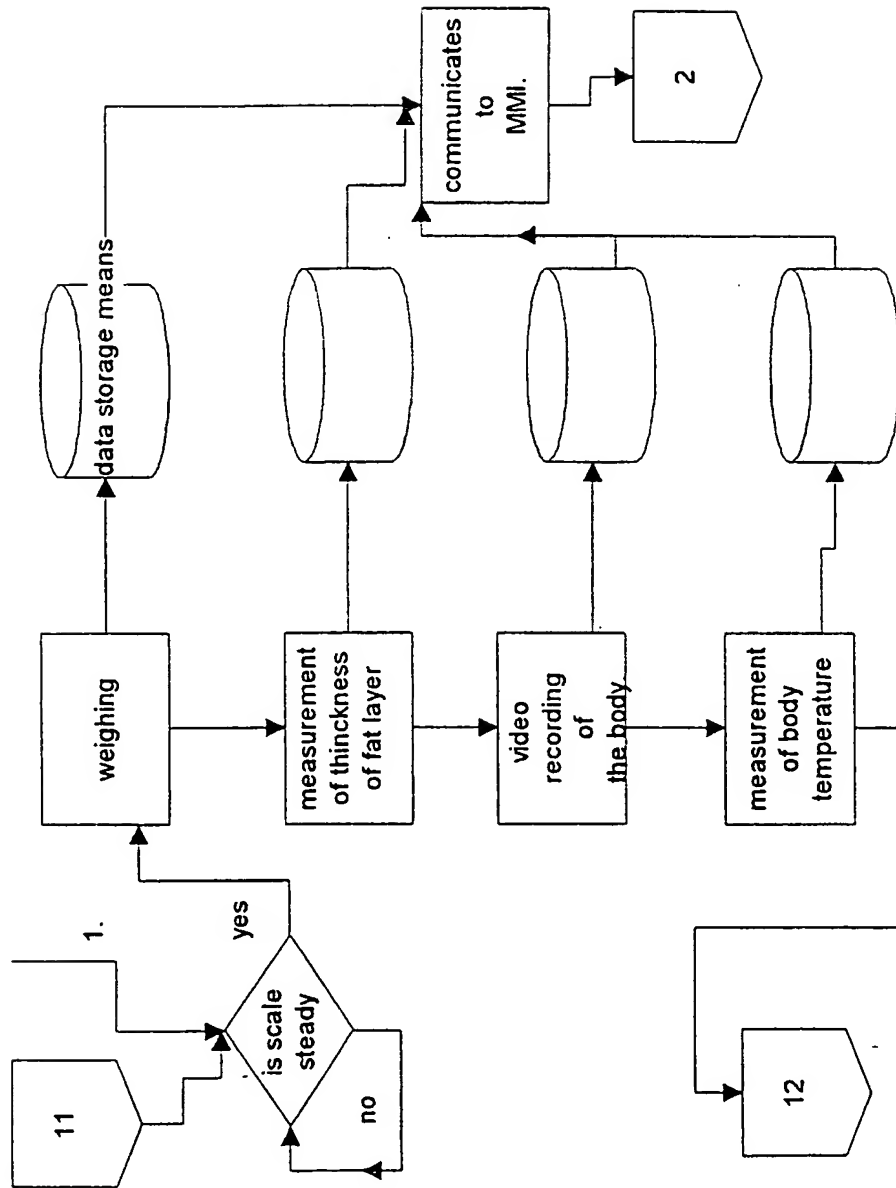 11
1.
is scale
steady
yes
no
weighing
data storage means
measurement
of thinckness
of fat layer
video
recording
of
the body
measurement
of body
temperature
communicates
to
MMI.
2
12